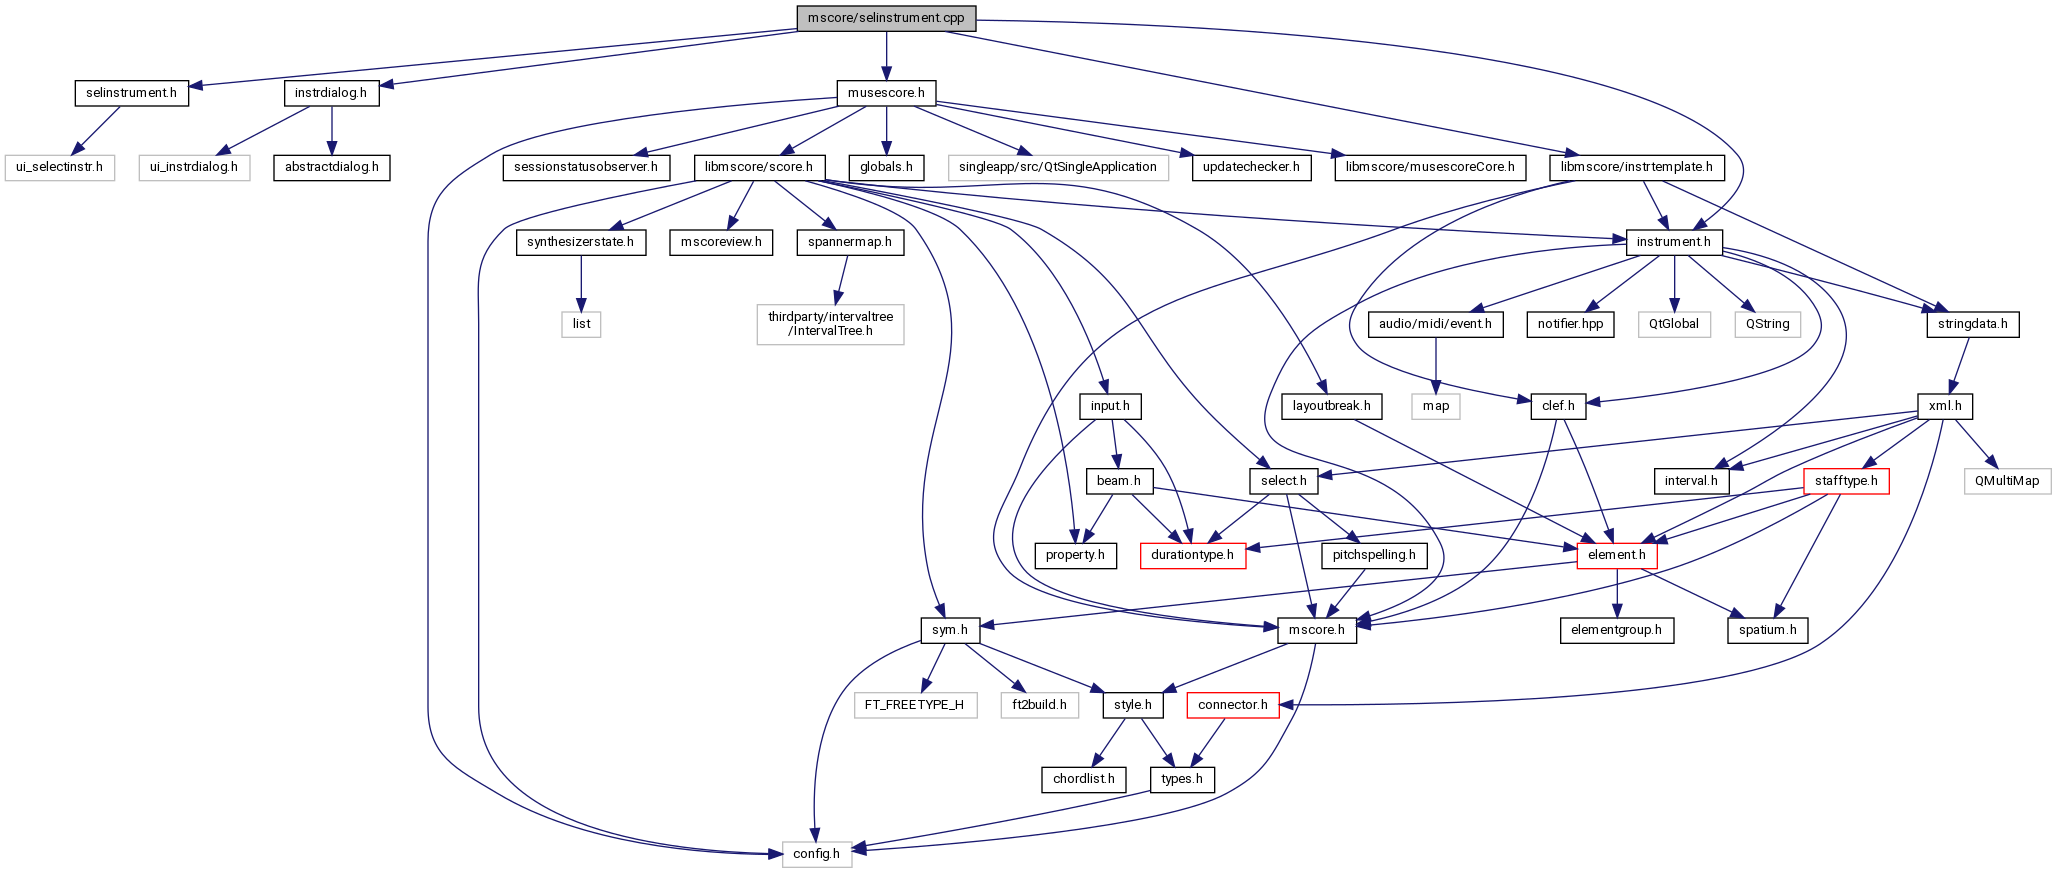 mscore/selinstrument.cpp
selinstrument.h
instrdialog.h
musescore.h
ui_selectinstr.h
ui_instrdialog.h
abstractdialog.h
sessionstatusobserver.h
libmscore/score.h
globals.h
singleapp/src/QtSingleApplication
updatechecker.h
libmscore/musescoreCore.h
libmscore/instrtemplate.h
synthesizerstate.h
mscoreview.h
spannermap.h
instrument.h
list
thirdparty/intervaltree
/IntervalTree.h
audio/midi/event.h
notifier.hpp
QtGlobal
QString
stringdata.h
input.h
layoutbreak.h
map
clef.h
xml.h
beam.h
select.h
interval.h
stafftype.h
QMultiMap
property.h
durationtype.h
pitchspelling.h
element.h
sym.h
mscore.h
elementgroup.h
spatium.h
FT_FREETYPE_H
ft2build.h
style.h
connector.h
chordlist.h
types.h
config.h